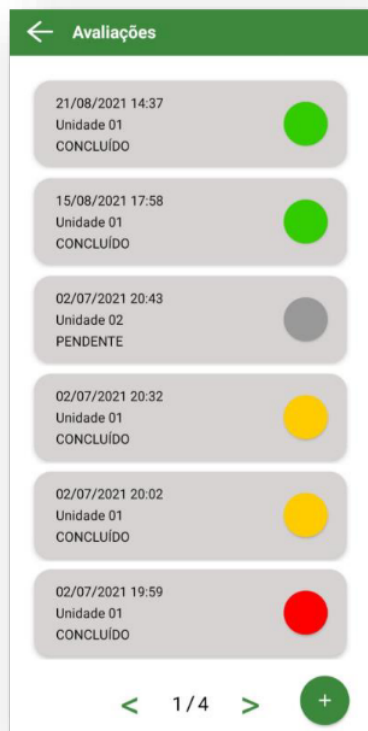 Avaliações
21/08/2021 14:37
Unidade 01
CONCLUÍDO
15/08/2021 17:58
Unidade 01
CONCLUÍDO
02/07/2021 20:43
Unidade 02
PENDENTE
02/07/2021 20:32
Unidade 01
CONCLUÍDO
02/07/2021 20:02
Unidade 01
CONCLUÍDO
02/07/2021 19:59
Unidade 01
CONCLUÍDO
< 1/4 > +